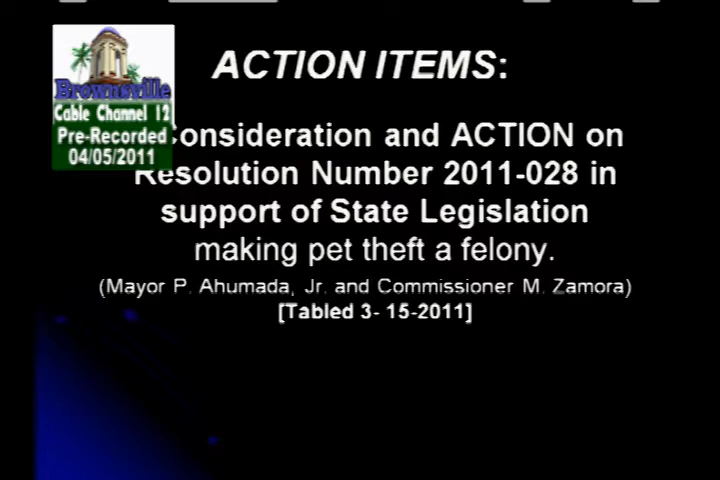 ACTION ITEMS:
Brownsville
Cable Channel 12
Pre-Recorded
04/05/2011
Consideration and ACTION on
Resolution Number 2011-028 in
support of State Legislation
making pet theft a felony.
(Mayor P. Ahumada, Jr. and Commissioner M. Zamora)
[Tabled 3- 15-2011]